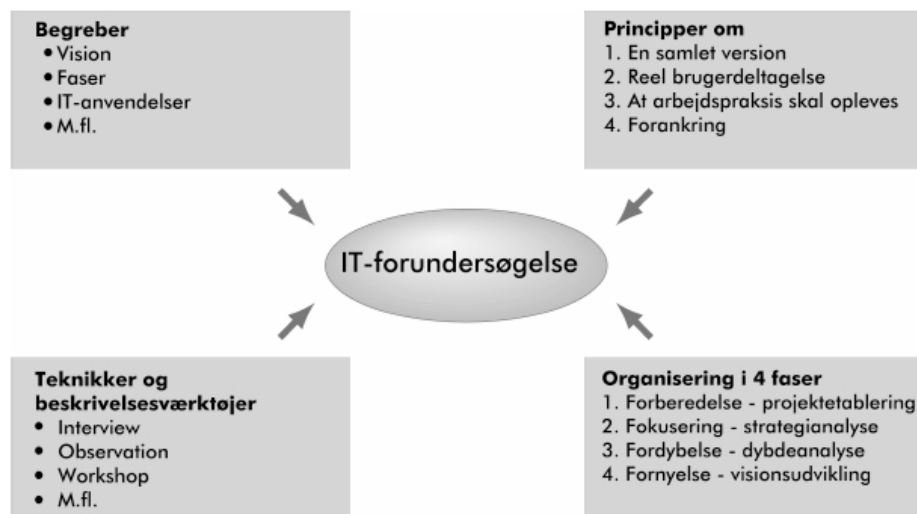 Begreber
• Vision
• Faser
• IT-anvendelser
• M.fl.
Principper om
1. En samlet version
2. Reel brugerdeltagelse
3. At arbejdspraksis skal opleves
4. Forankring
IT-forundersøgelse
Teknikker og
beskrivelsesværktøjer
• Interview
• Observation
• Workshop
• M.fl.
Organisering i 4 faser
1. Forberedelse - projektetablering
2. Fokusering - strategianalyse
3. Fordybelse - dybdeanalyse
4. Fornyelse - visionsudvikling